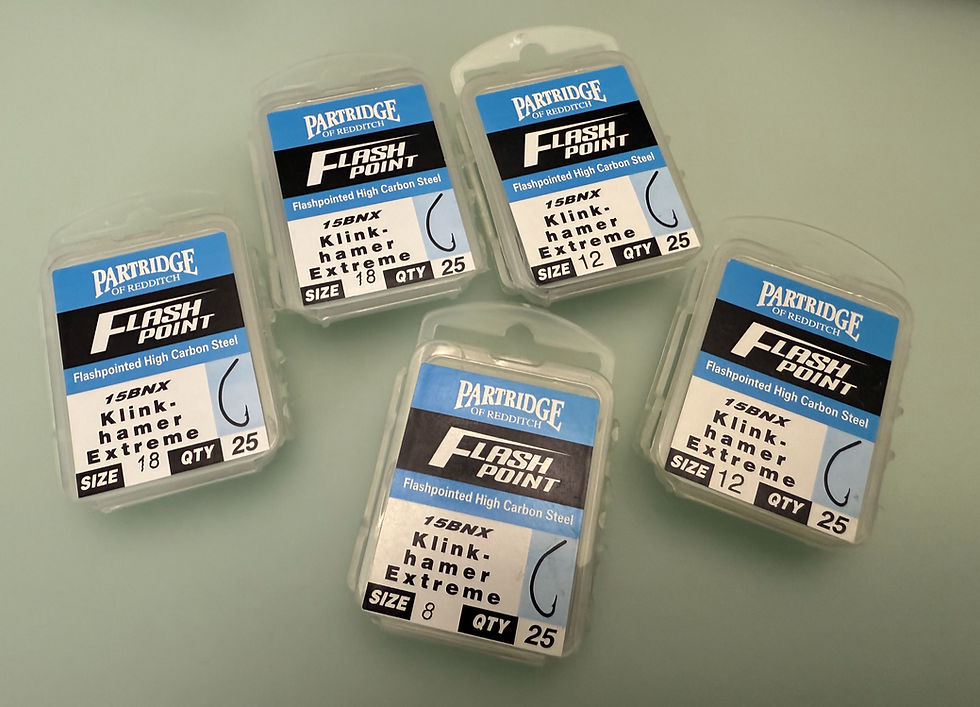 PARTRIDGE
OF REDDITCH
FLASH
POINT
Flashpointed High Carbon Steel
15BNX
Klink-
hamer
Extreme
SIZE 18 QTY 25
PARTRIDGE
OF REDDITCH
FLASH
POINT
Flashpointed High Carbon Steel
15BNX
Klink-
hamer
Extreme
SIZE 12 QTY 25
PARTRIDGE
OF REDDITCH
FLASH
POINT
Flashpointed High Carbon Steel
15BNX
Klink-
hamer
Extreme
SIZE 18 QTY 25
PARTRIDGE
OF REDDITCH
FLASH
POINT
Flashpointed High Carbon Steel
15BNX
Klink-
hamer
Extreme
SIZE 8 QTY 25
PARTRIDGE
OF REDDITCH
FLASH
POINT
Flashpointed High Carbon Steel
15BNX
Klink-
hamer
Extreme
SIZE 12 QTY 25